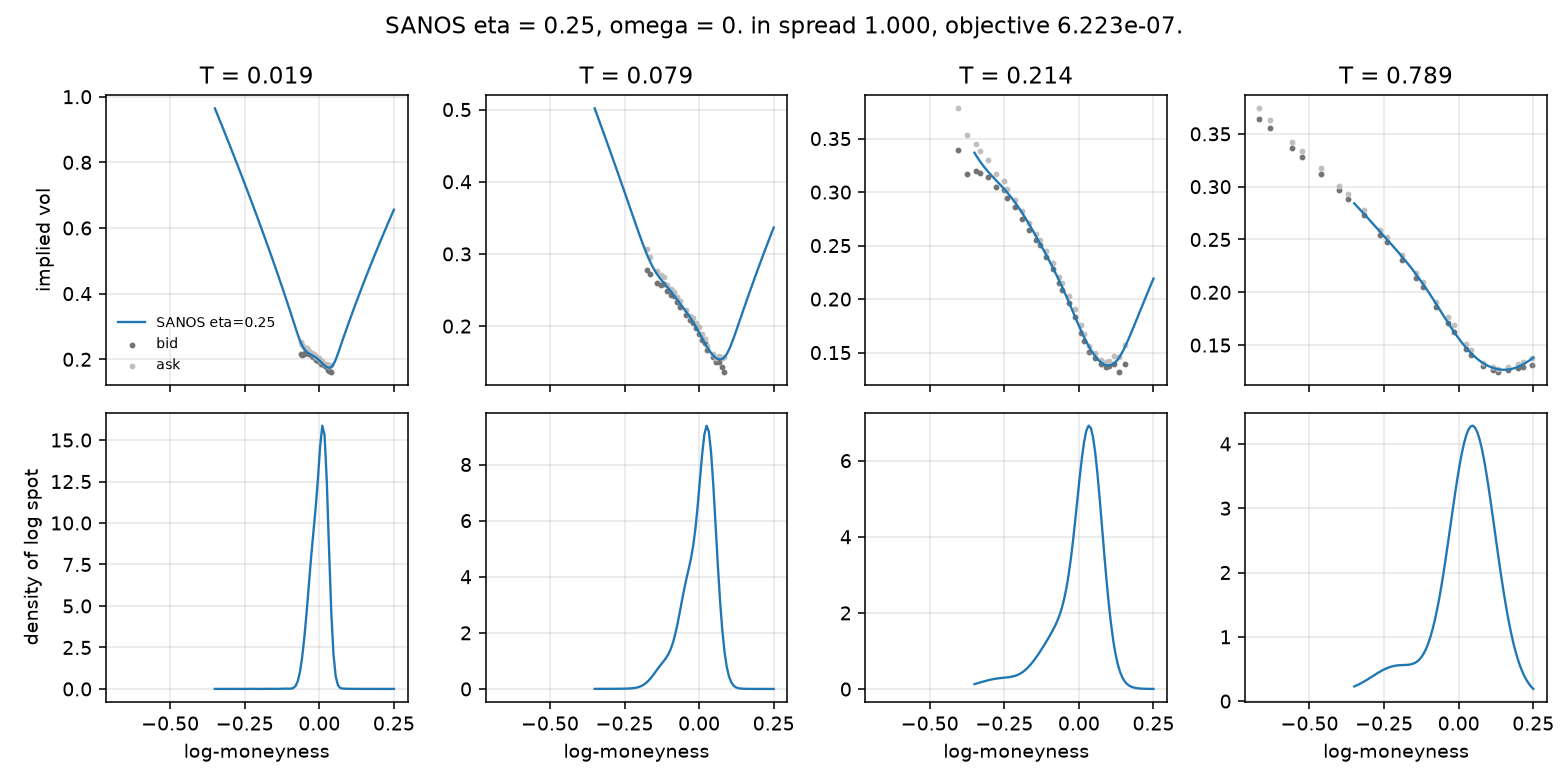 SANOS eta = 0.25, omega = 0. in spread 1.000, objective 6.223e-07.
T = 0.019
T = 0.079
T = 0.214
T = 0.789
implied vol
1.0
0.8
0.6
0.4
0.2
SANOS eta=0.25
bid
ask
0.5
0.4
0.3
0.2
0.35
0.30
0.25
0.20
0.15
0.35
0.30
0.25
0.20
0.15
density of log spot
15.0
12.5
10.0
7.5
5.0
2.5
0.0
8
6
4
2
0
6
4
2
0
4
3
2
1
0
−0.50 −0.25 0.00 0.25
−0.50 −0.25 0.00 0.25
−0.50 −0.25 0.00 0.25
−0.50 −0.25 0.00 0.25
log-moneyness
log-moneyness
log-moneyness
log-moneyness